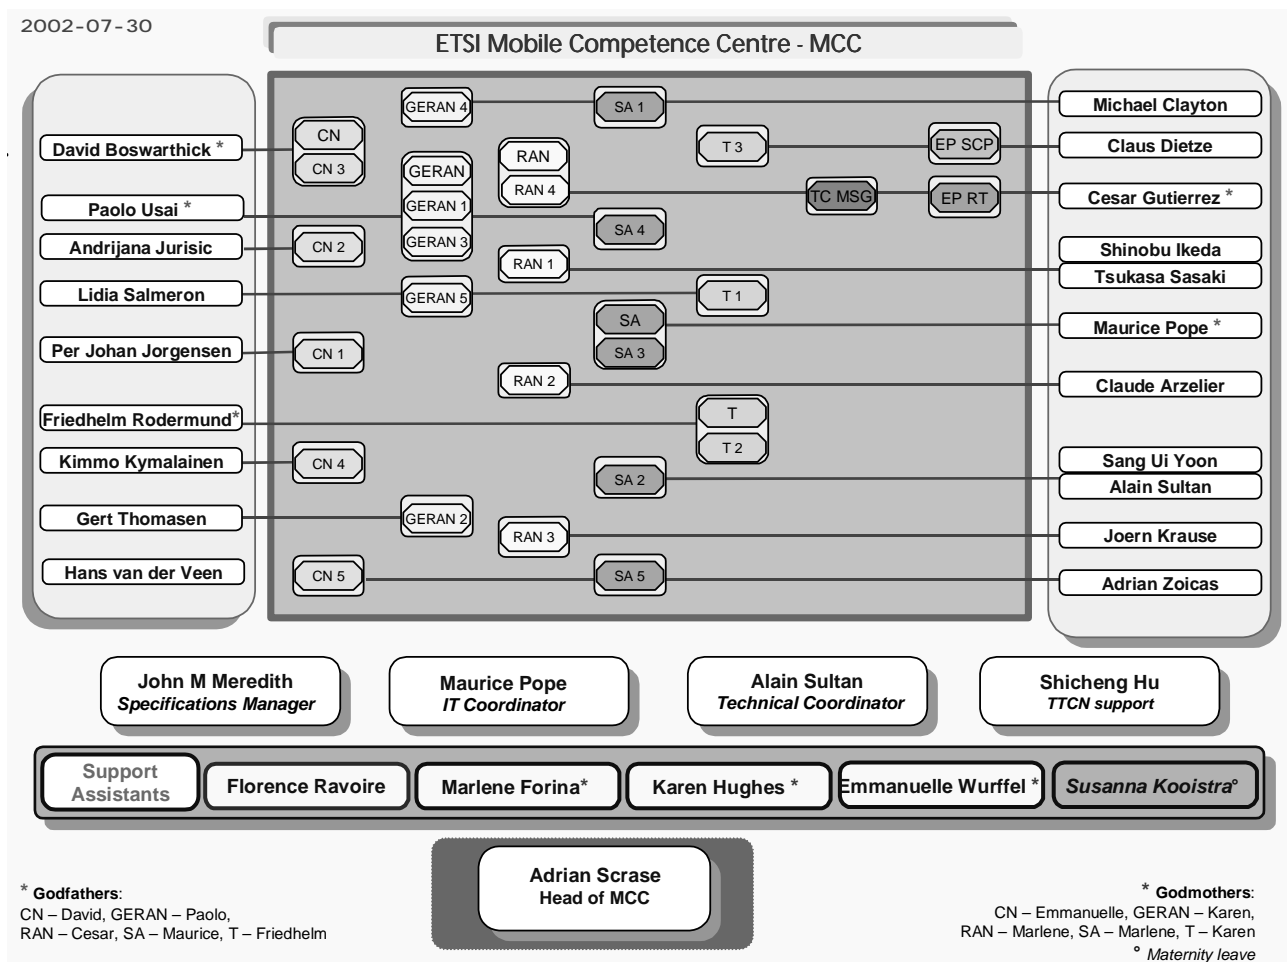 2002-07-30
ETSI Mobile Competence Centre - MCC
David Boswarthick *
Paolo Usai *
Andrijana Jurisic
Lidia Salmeron
Per Johan Jorgensen
Friedhelm Rodermund*
Kimmo Kymalainen
Gert Thomasen
Hans van der Veen
CN
CN 3
CN 2
CN 1
CN 4
CN 5
GERAN 4
GERAN
GERAN 1
GERAN 3
GERAN 5
GERAN 2
RAN
RAN 4
RAN 1
RAN 2
RAN 3
SA 1
SA 4
SA
SA 3
SA 2
SA 5
T 3
T 1
T
T 2
TC MSG
EP SCP
EP RT
Michael Clayton
Claus Dietze
Cesar Gutierrez *
Shinobu Ikeda
Tsukasa Sasaki
Maurice Pope *
Claude Arzelier
Sang Ui Yoon
Alain Sultan
Joern Krause
Adrian Zoicas
John M Meredith
Specifications Manager
Maurice Pope
IT Coordinator
Alain Sultan
Technical Coordinator
Shicheng Hu
TTCN support
Support
Assistants
Florence Ravoire
Marlene Forina*
Karen Hughes *
Emmanuelle Wurffel *
Susanna Kooistra°
Adrian Scrase
Head of MCC
* Godfathers:
CN – David, GERAN – Paolo,
RAN – Cesar, SA – Maurice, T – Friedhelm
* Godmothers:
CN – Emmanuelle, GERAN – Karen,
RAN – Marlene, SA – Marlene, T – Karen
° Maternity leave